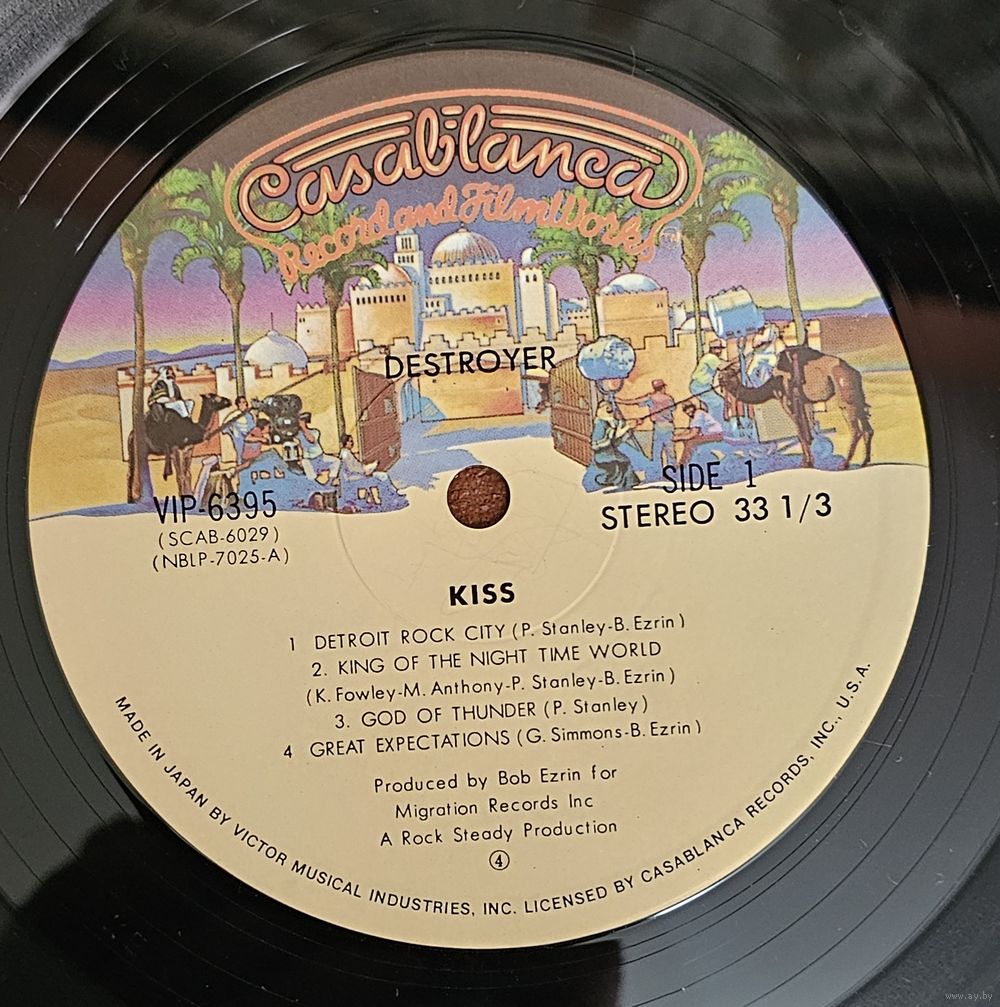 Casablanca
Record and FilmWorks
DESTROYER
VIP-6395
(SCAB-6029)
(NBLP-7025-A)
SIDE 1
STEREO 33 1/3
KISS
1 DETROIT ROCK CITY (P. Stanley-B. Ezrin)
2. KING OF THE NIGHT TIME WORLD
(K. Fowley-M. Anthony-P. Stanley-B. Ezrin)
3. GOD OF THUNDER (P. Stanley)
4 GREAT EXPECTATIONS (G. Simmons-B. Ezrin)
Produced by Bob Ezrin for
Migration Records Inc
A Rock Steady Production
④
MADE IN JAPAN BY VICTOR MUSICAL INDUSTRIES, INC. LICENSED BY CASABLANCA RECORDS, INC., U.S.A.
www.ay.by